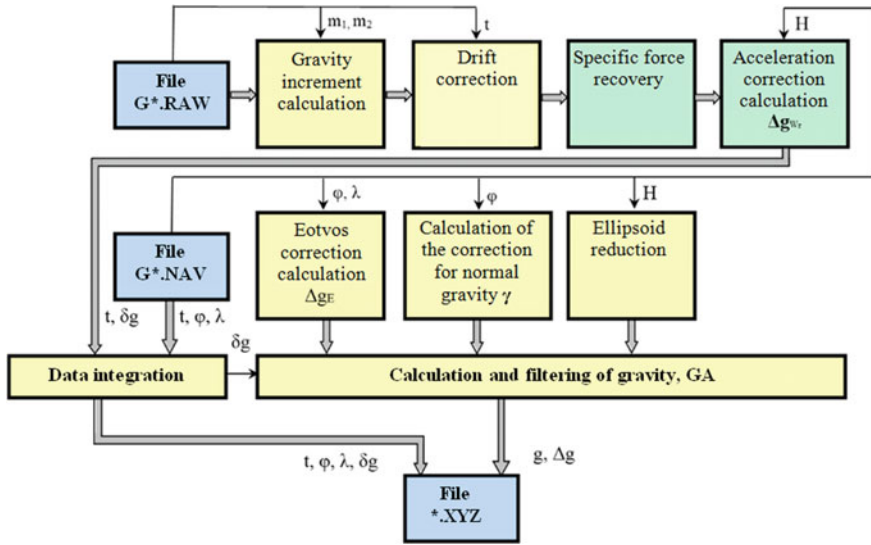 m₁, m₂
t
H
File
G*.RAW
Gravity
increment
calculation
Drift
correction
Specific force
recovery
Acceleration
correction
calculation
Δgwᵣ
φ, λ
φ
H
File
G*.NAV
Eotvos
correction
calculation
ΔgE
Calculation of
the correction
for normal
gravity γ
Ellipsoid
reduction
t, δg
t, φ, λ
δg
Data integration
Calculation and filtering of gravity, GA
t, φ, λ, δg
g, Δg
File
*.XYZ